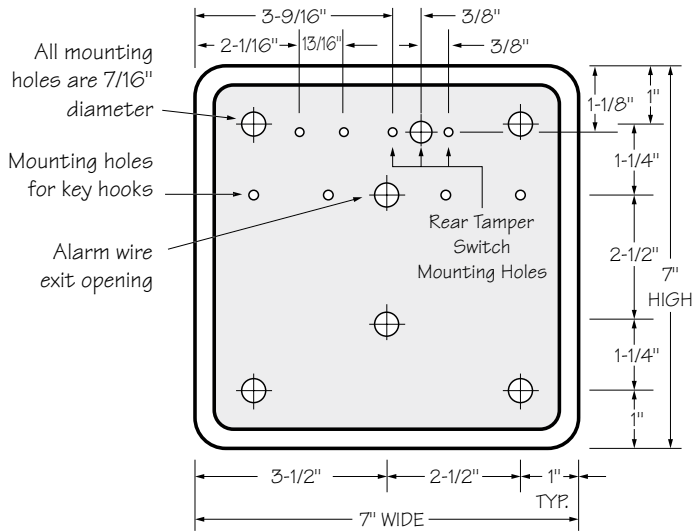 3-9/16"
3/8"
2-1/16"
13/16"
3/8"
All mounting
holes are 7/16"
diameter
1-1/8"
1"
Mounting holes
for key hooks
1-1/4"
Rear Tamper
Switch
Mounting Holes
Alarm wire
exit opening
2-1/2"
7"
HIGH
1-1/4"
1"
3-1/2"
2-1/2"
1"
TYP.
7" WIDE